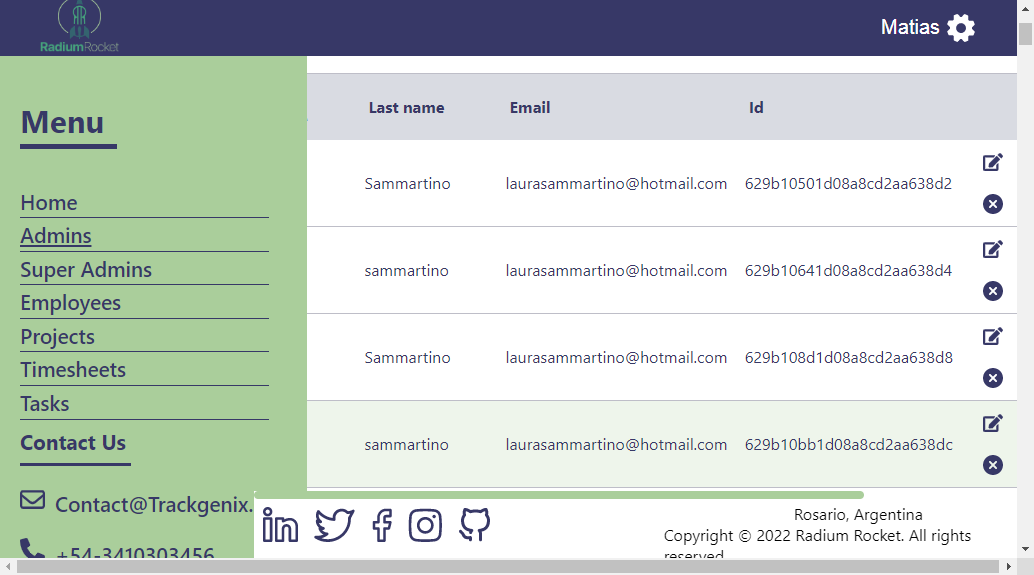 RadiumRocket
Matias
Menu
Home
Admins
Super Admins
Employees
Projects
Timesheets
Tasks
Contact Us
Contact@Trackgenix.
+54-3410303456
Last name Email Id
Sammartino laurasammartino@hotmail.com 629b10501d08a8cd2aa638d2
sammartino laurasammartino@hotmail.com 629b10641d08a8cd2aa638d4
Sammartino laurasammartino@hotmail.com 629b108d1d08a8cd2aa638d8
sammartino laurasammartino@hotmail.com 629b10bb1d08a8cd2aa638dc
Rosario, Argentina
Copyright © 2022 Radium Rocket. All rights
reserved